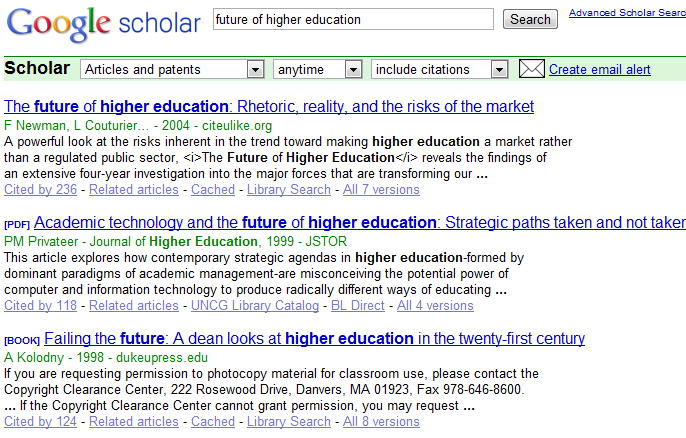 Google scholar future of higher education Search Advanced Scholar Searc
Scholar Articles and patents anytime include citations Create email alert
The future of higher education: Rhetoric, reality, and the risks of the market
F Newman, L Couturier... - 2004 - citeulike.org
A powerful look at the risks inherent in the trend toward making higher education a market rather
than a regulated public sector, <i>The Future of Higher Education</i> reveals the findings of
an extensive four-year investigation into the major forces that are transforming our ...
Cited by 236 - Related articles - Cached - Library Search - All 7 versions
[PDF] Academic technology and the future of higher education: Strategic paths taken and not taken
PM Privateer - Journal of Higher Education, 1999 - JSTOR
This article explores how contemporary strategic agendas in higher education-formed by
dominant paradigms of academic management-are misconceiving the potential power of
computer and information technology to produce radically different ways of educating ...
Cited by 118 - Related articles - UNCG Library Catalog - BL Direct - All 4 versions
[BOOK] Failing the future: A dean looks at higher education in the twenty-first century
A Kolodny - 1998 - dukeupress.edu
If you are requesting permission to photocopy material for classroom use, please contact the
Copyright Clearance Center, 222 Rosewood Drive, Danvers, MA 01923, Fax 978-646-8600.
... If the Copyright Clearance Center cannot grant permission, you may request ...
Cited by 124 - Related articles - Cached - Library Search - All 8 versions